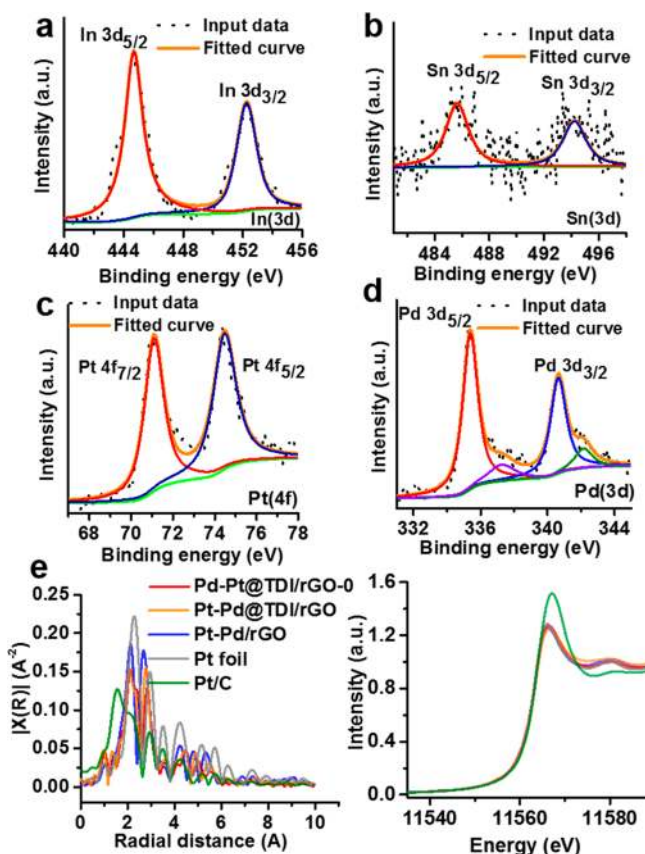 a
In 3d5/2
Input data
Fitted curve
In 3d3/2
Intensity (a.u.)
In(3d)
440 444 448 452 456
Binding energy (eV)
b
Input data
Fitted curve
Sn 3d5/2
Sn 3d3/2
Intensity (a.u.)
Sn(3d)
484 488 492 496
Binding energy (eV)
c
Input data
Fitted curve
Pt 4f7/2
Pt 4f5/2
Intensity (a.u.)
Pt(4f)
68 70 72 74 76 78
Binding energy (eV)
d
Input data
Fitted curve
Pd 3d5/2
Pd 3d3/2
Intensity (a.u.)
Pd(3d)
332 336 340 344
Binding energy (eV)
e
Pd-Pt@TDI/rGO-0
Pt-Pd@TDI/rGO
Pt-Pd/rGO
Pt foil
Pt/C
|X(R)| (A-2)
0.25
0.20
0.15
0.10
0.05
0.00
0 2 4 6 8 10
Radial distance (A)
Intensity (a.u.)
1.6
1.2
0.8
0.4
0.0
11540 11560 11580
Energy (eV)